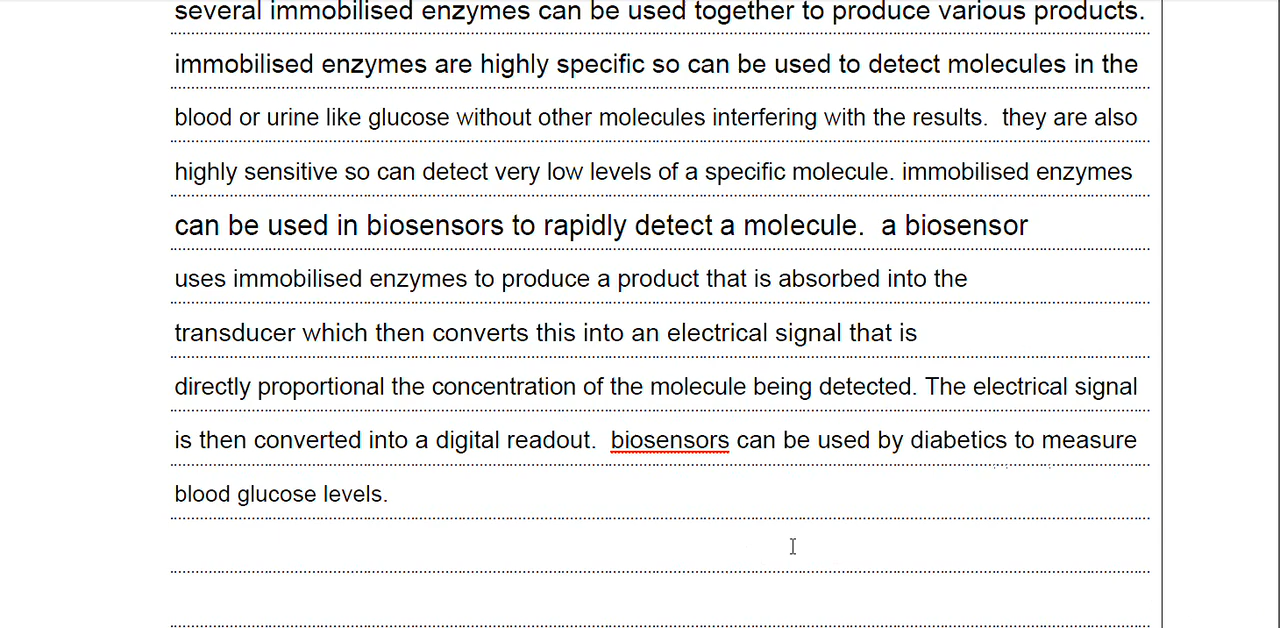 several immobilised enzymes can be used together to produce various products.
immobilised enzymes are highly specific so can be used to detect molecules in the
blood or urine like glucose without other molecules interfering with the results.  they are also
highly sensitive so can detect very low levels of a specific molecule. immobilised enzymes
can be used in biosensors to rapidly detect a molecule.  a biosensor
uses immobilised enzymes to produce a product that is absorbed into the
transducer which then converts this into an electrical signal that is
directly proportional the concentration of the molecule being detected. The electrical signal
is then converted into a digital readout.  biosensors can be used by diabetics to measure
blood glucose levels.